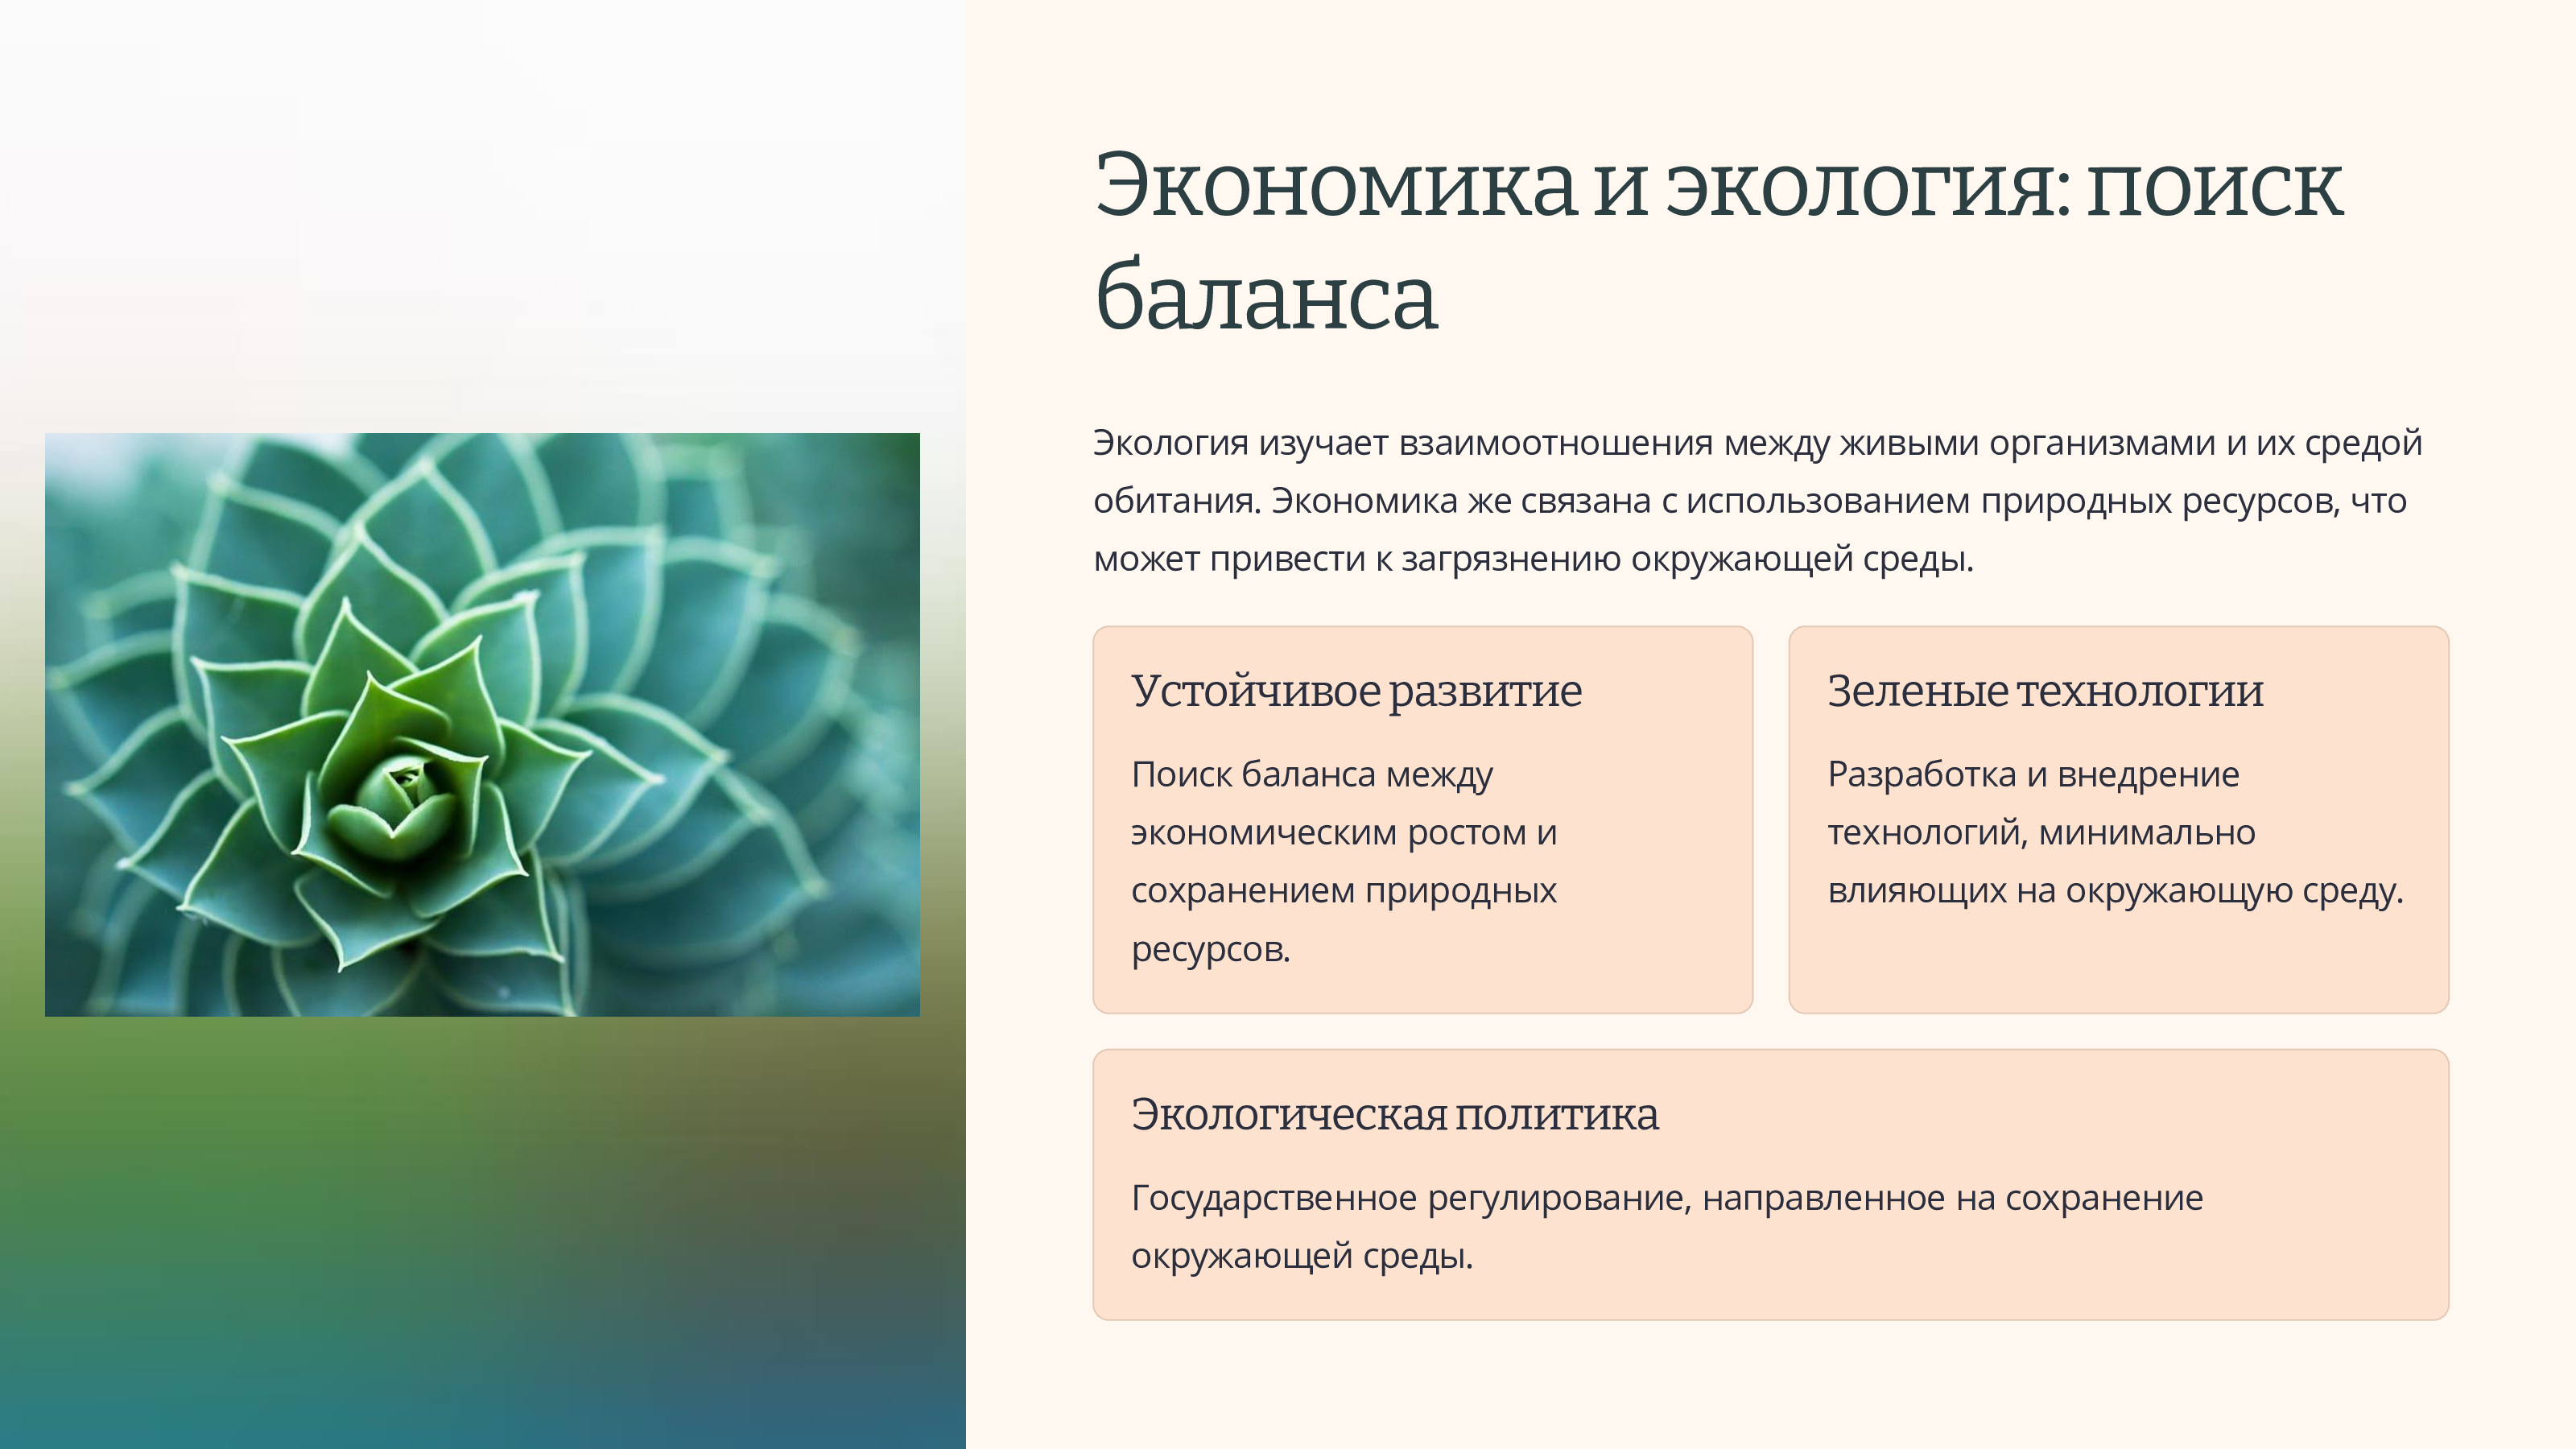 Экономика и экология: поиск
баланса
Экология изучает взаимоотношения между живыми организмами и их средой
обитания. Экономика же связана с использованием природных ресурсов, что
может привести к загрязнению окружающей среды.
Устойчивое развитие
Поиск баланса между
экономическим ростом и
сохранением природных
ресурсов.
Зеленые технологии
Разработка и внедрение
технологий, минимально
влияющих на окружающую среду.
Экологическая политика
Государственное регулирование, направленное на сохранение
окружающей среды.